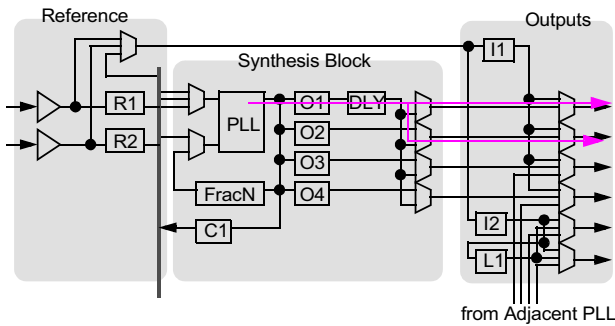 Reference
Outputs
Synthesis Block
I1
R1
R2
PLL
O1
DLY
O2
O3
O4
FracN
C1
I2
L1
from Adjacent PLL